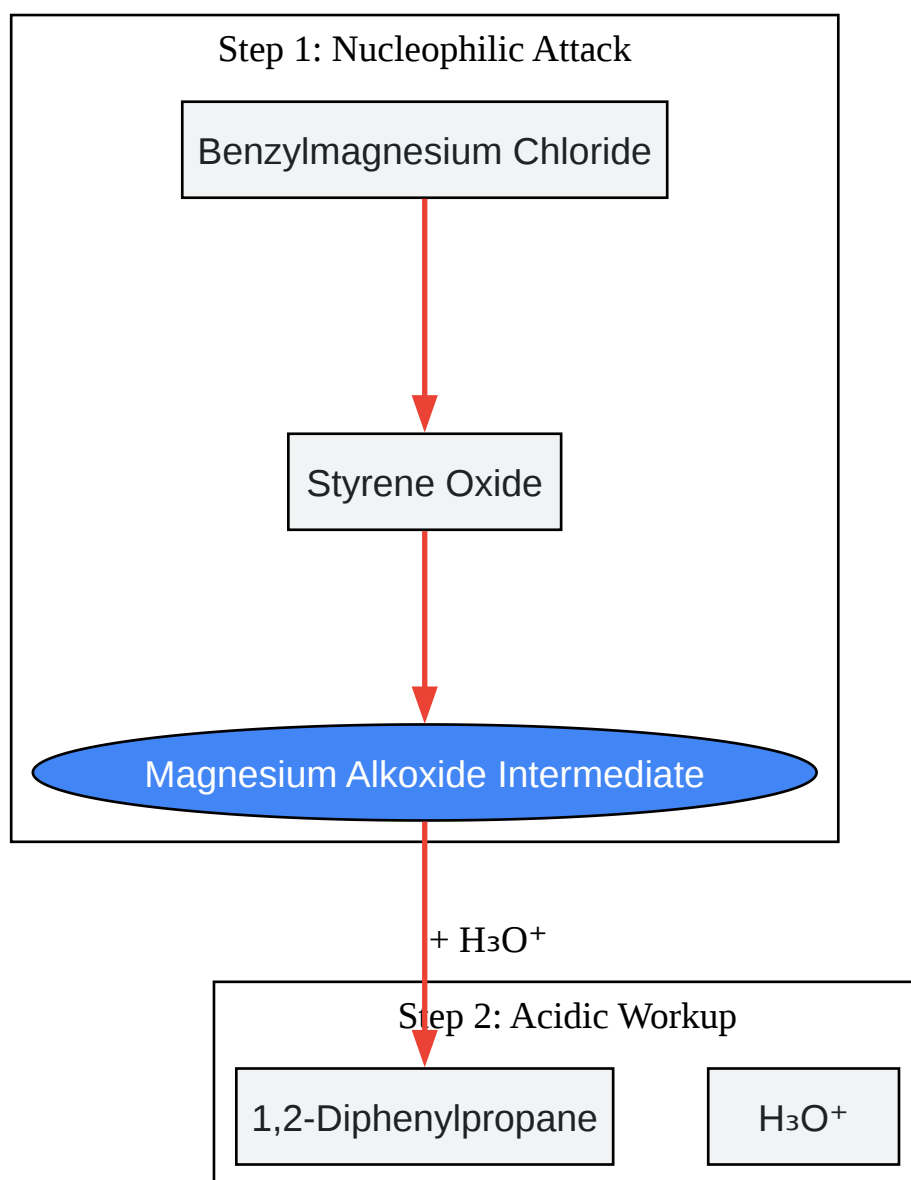 Step 1: Nucleophilic Attack
Benzylmagnesium Chloride
Styrene Oxide
Magnesium Alkoxide Intermediate
+ H₃O⁺
Step 2: Acidic Workup
1,2-Diphenylpropane
H₃O⁺